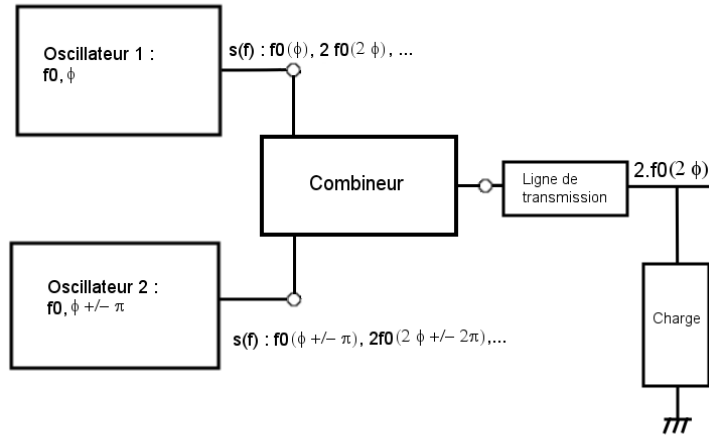 Oscillateur 1 :
f0, ϕ
s(f) : f0(ϕ), 2 f0(2 ϕ), ...
Combineur
Ligne de
transmission
2.f0(2 ϕ)
Oscillateur 2 :
f0, ϕ +/− π
s(f) : f0(ϕ +/− π), 2f0(2 ϕ +/− 2π),...
Charge